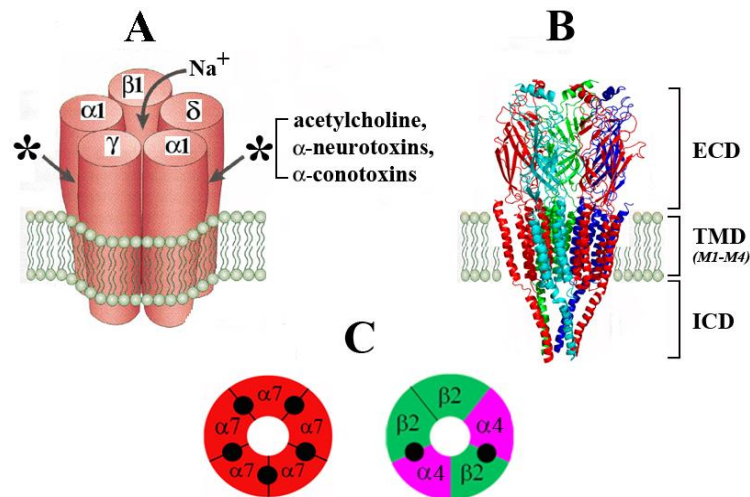 A
B
Na+
β1
α1
δ
γ
α1
*
*
acetylcholine,
α-neurotoxins,
α-conotoxins
ECD
TMD
(M1-M4)
ICD
C
α7
α7
α7
α7
α7
β2
β2
α4
α4
β2